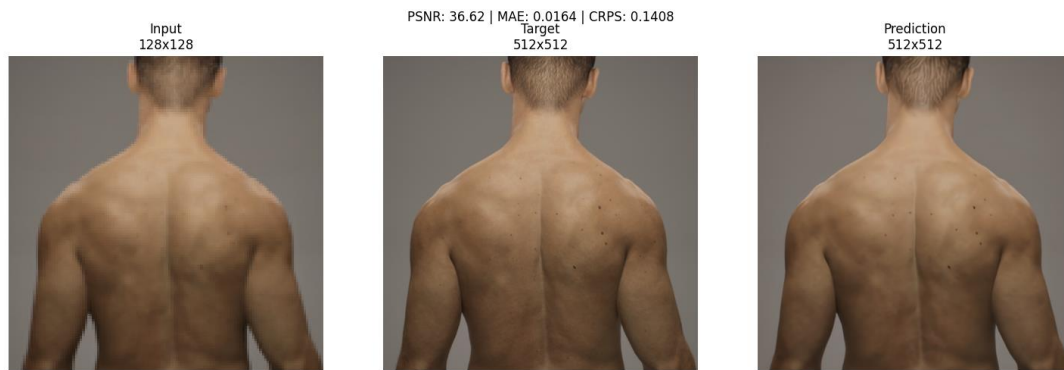 PSNR: 36.62 | MAE: 0.0164 | CRPS: 0.1408
Input
128x128
Target
512x512
Prediction
512x512